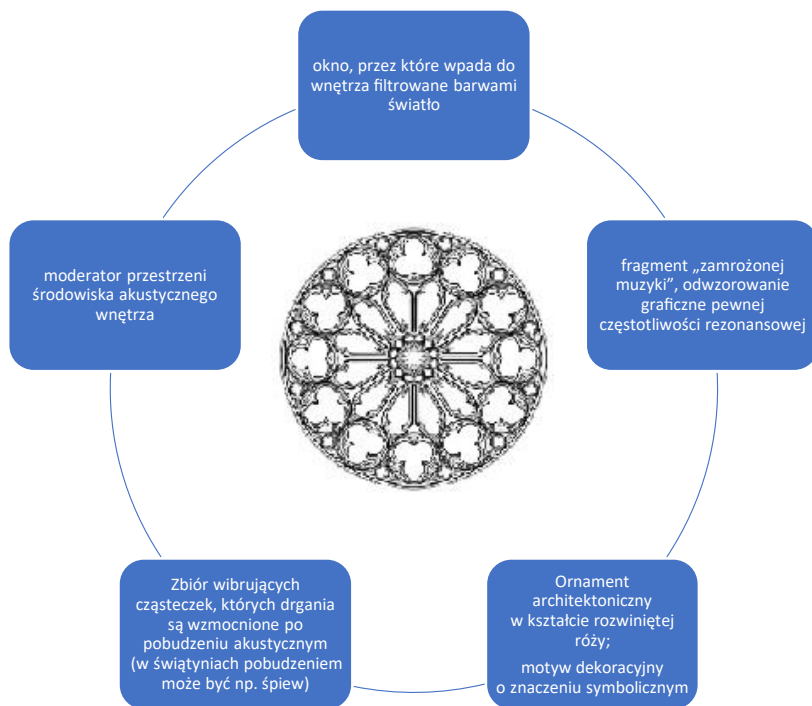 okno, przez które wpada do
wnętrza filtrowane barwami
światło
fragment „zamrożonej
muzyki”, odwzorowanie
graficzne pewnej
częstotliwości rezonansowej
Ornament
architektoniczny
w kształcie rozwiniętej
róży;
motyw dekoracyjny
o znaczeniu symbolicznym
Zbiór wibrujących
cząsteczek, których drgania
są wzmocnione po
pobudzeniu akustycznym
(w świątyniach pobudzeniem
może być np. śpiew)
moderator przestrzeni
środowiska akustycznego
wnętrza